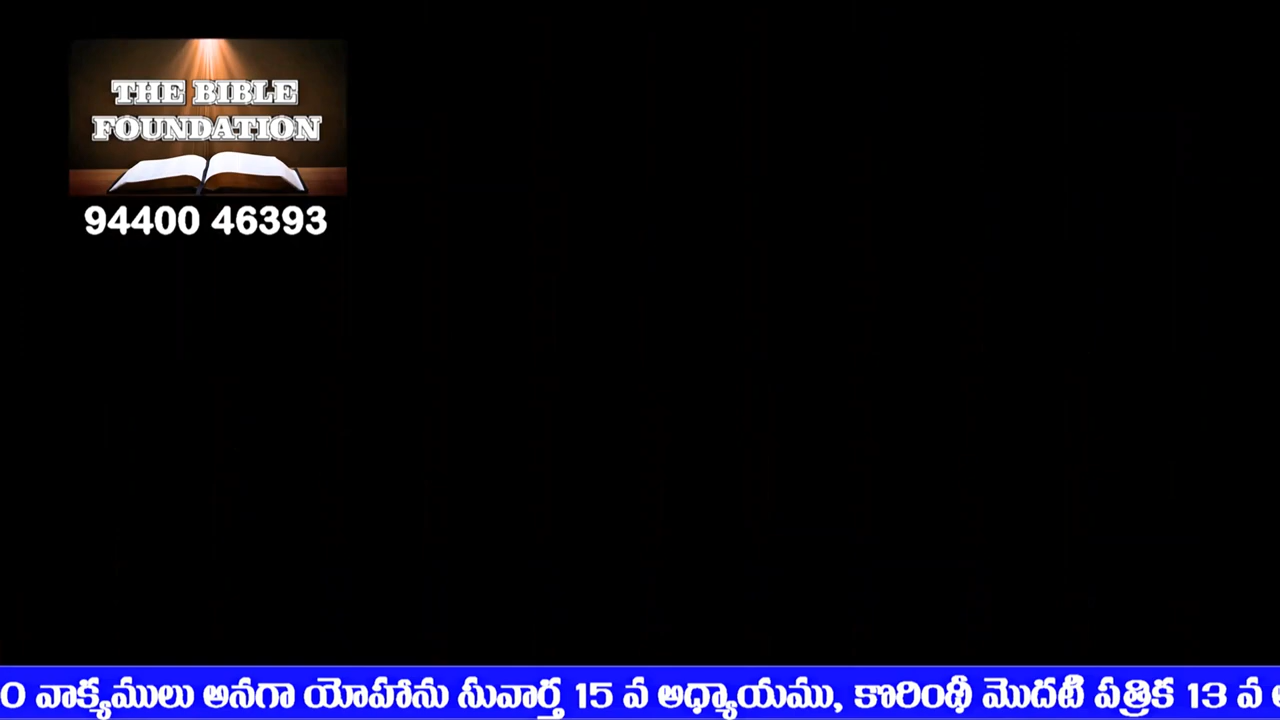 THE BIBLE
FOUNDATION
94400 46393
వాక్యములు అనగా యోహాను సువార్త 15 వ అధ్యాయము, కొరింథీ మొదటి పత్రిక 13 వ